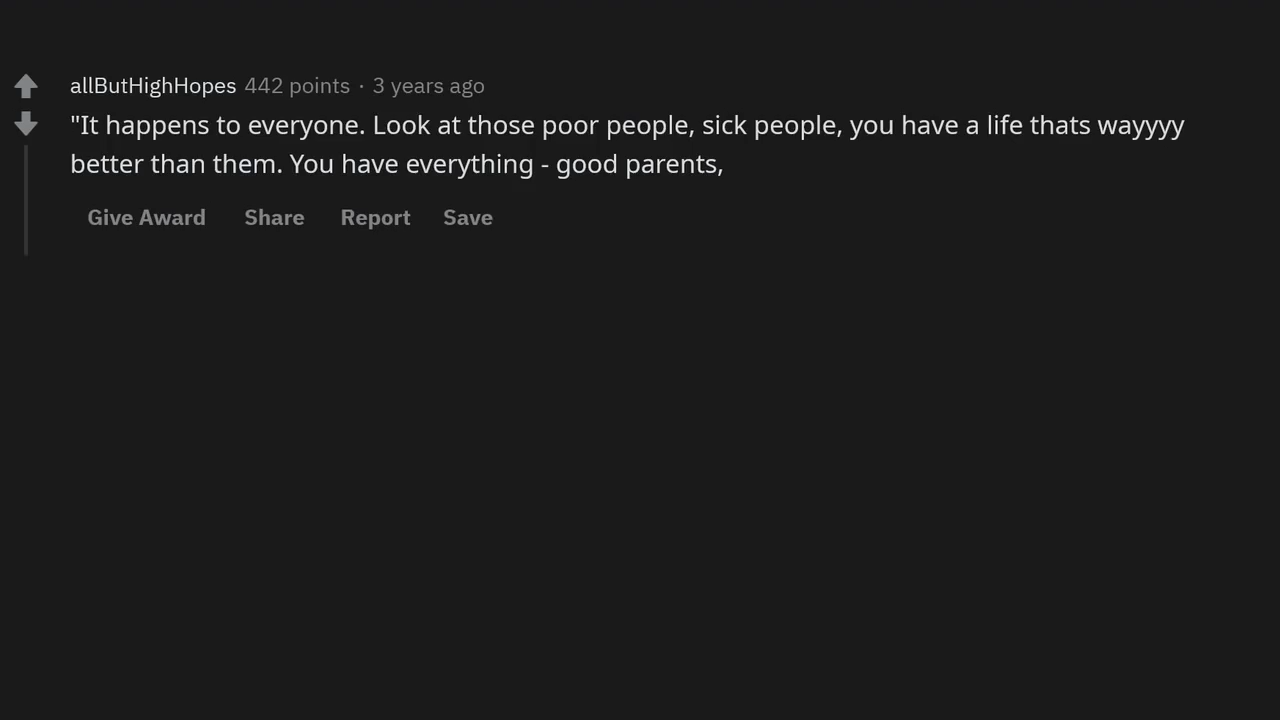 allButHighHopes 442 points · 3 years ago
"It happens to everyone. Look at those poor people, sick people, you have a life thats wayyyy
better than them. You have everything - good parents,
Give Award Share Report Save